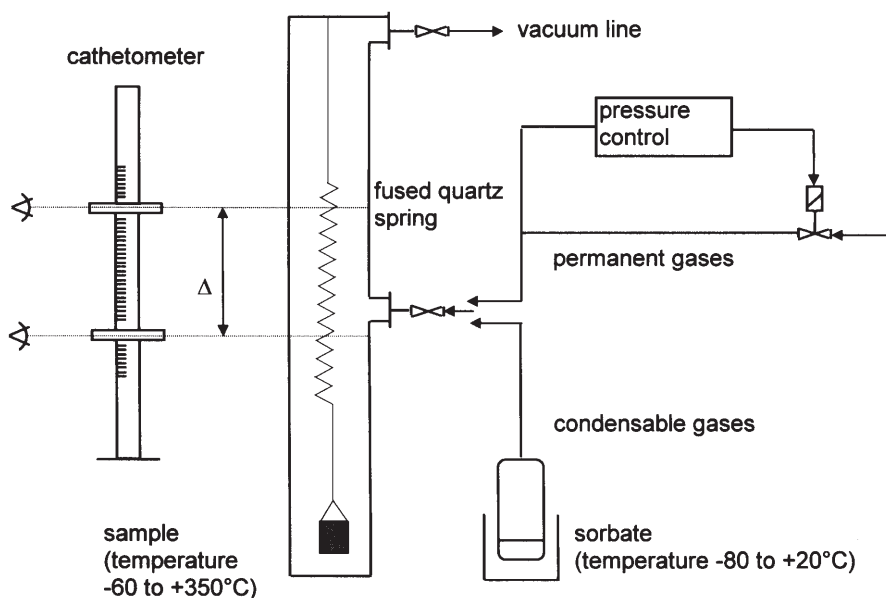 cathetometer
vacuum line
pressure
control
fused quartz
spring
permanent gases
Δ
condensable gases
sample
(temperature
-60 to +350°C)
sorbate
(temperature -80 to +20°C)